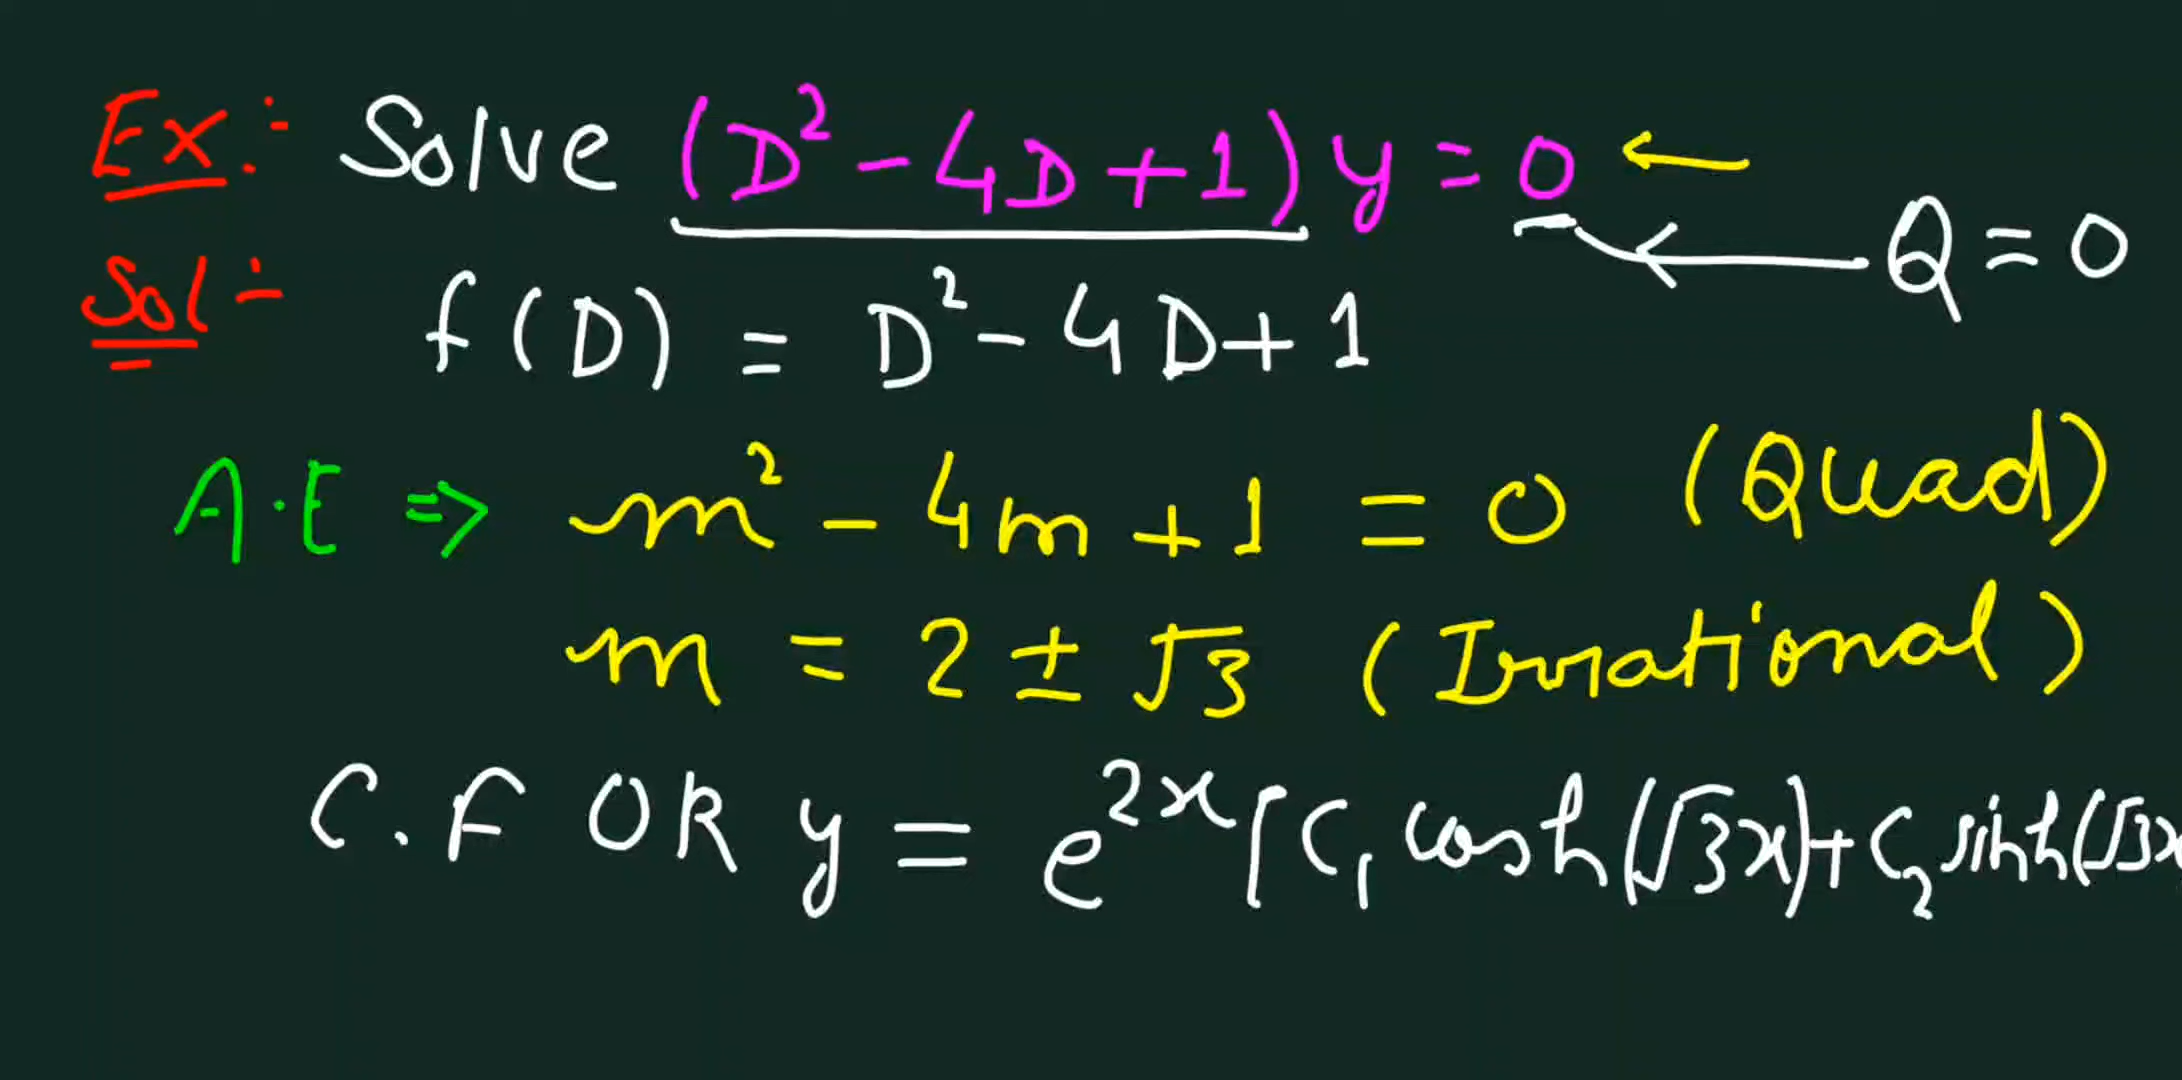 Ex:- Solve (D² - 4D + 1) y = 0 ←
← Q = 0
Sol:- f(D) = D² - 4D + 1
A.E ⇒ m² - 4m + 1 = 0 (Quad)
m = 2 ± √3 (Irrational)
C.F OR y = e^2x [C₁ cosh(√3x) + C₂ sinh(√3x